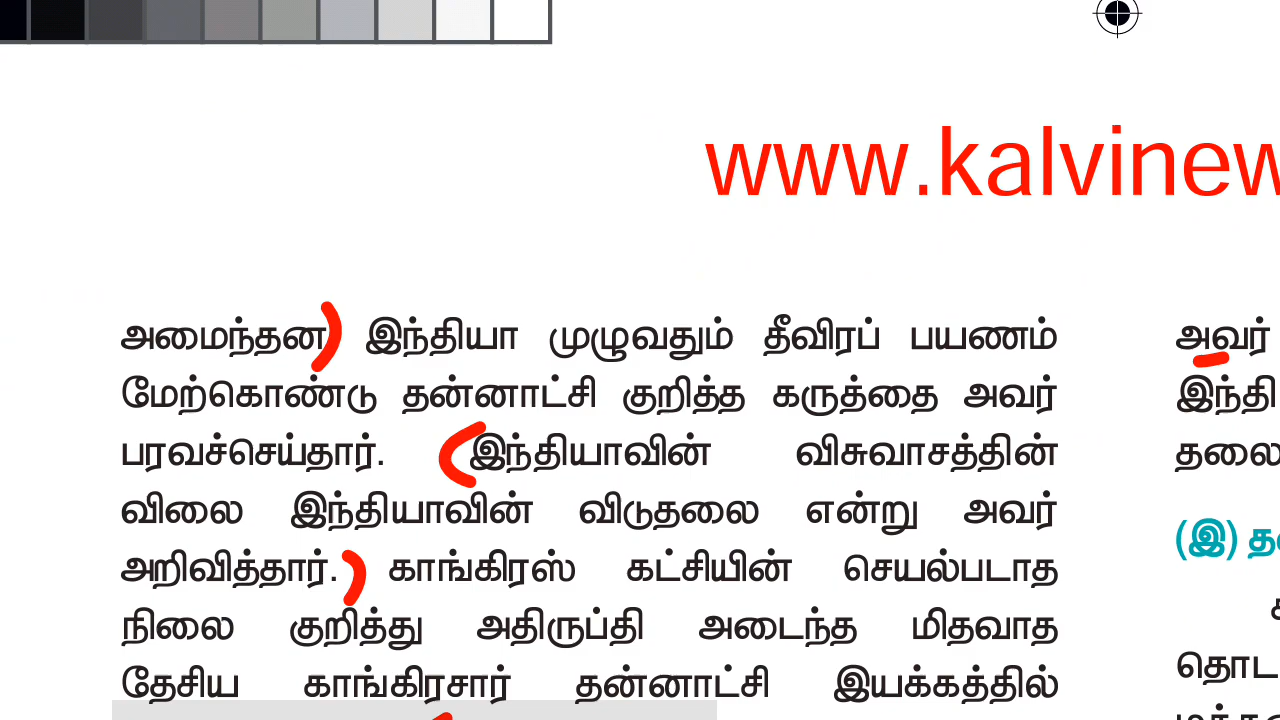 www.kalvinew
அமைந்தன இந்தியா முழுவதும் தீவிரப் பயணம்
மேற்கொண்டு தன்னாட்சி குறித்த கருத்தை அவர்
பரவச்செய்தார். இந்தியாவின் விசுவாசத்தின்
விலை இந்தியாவின் விடுதலை என்று அவர்
அறிவித்தார். காங்கிரஸ் கட்சியின் செயல்படாத
நிலை குறித்து அதிருப்தி அடைந்த மிதவாத
தேசிய காங்கிரசார் தன்னாட்சி இயக்கத்தில்
அவர்
இந்தி
தலை
(இ) த
தொட